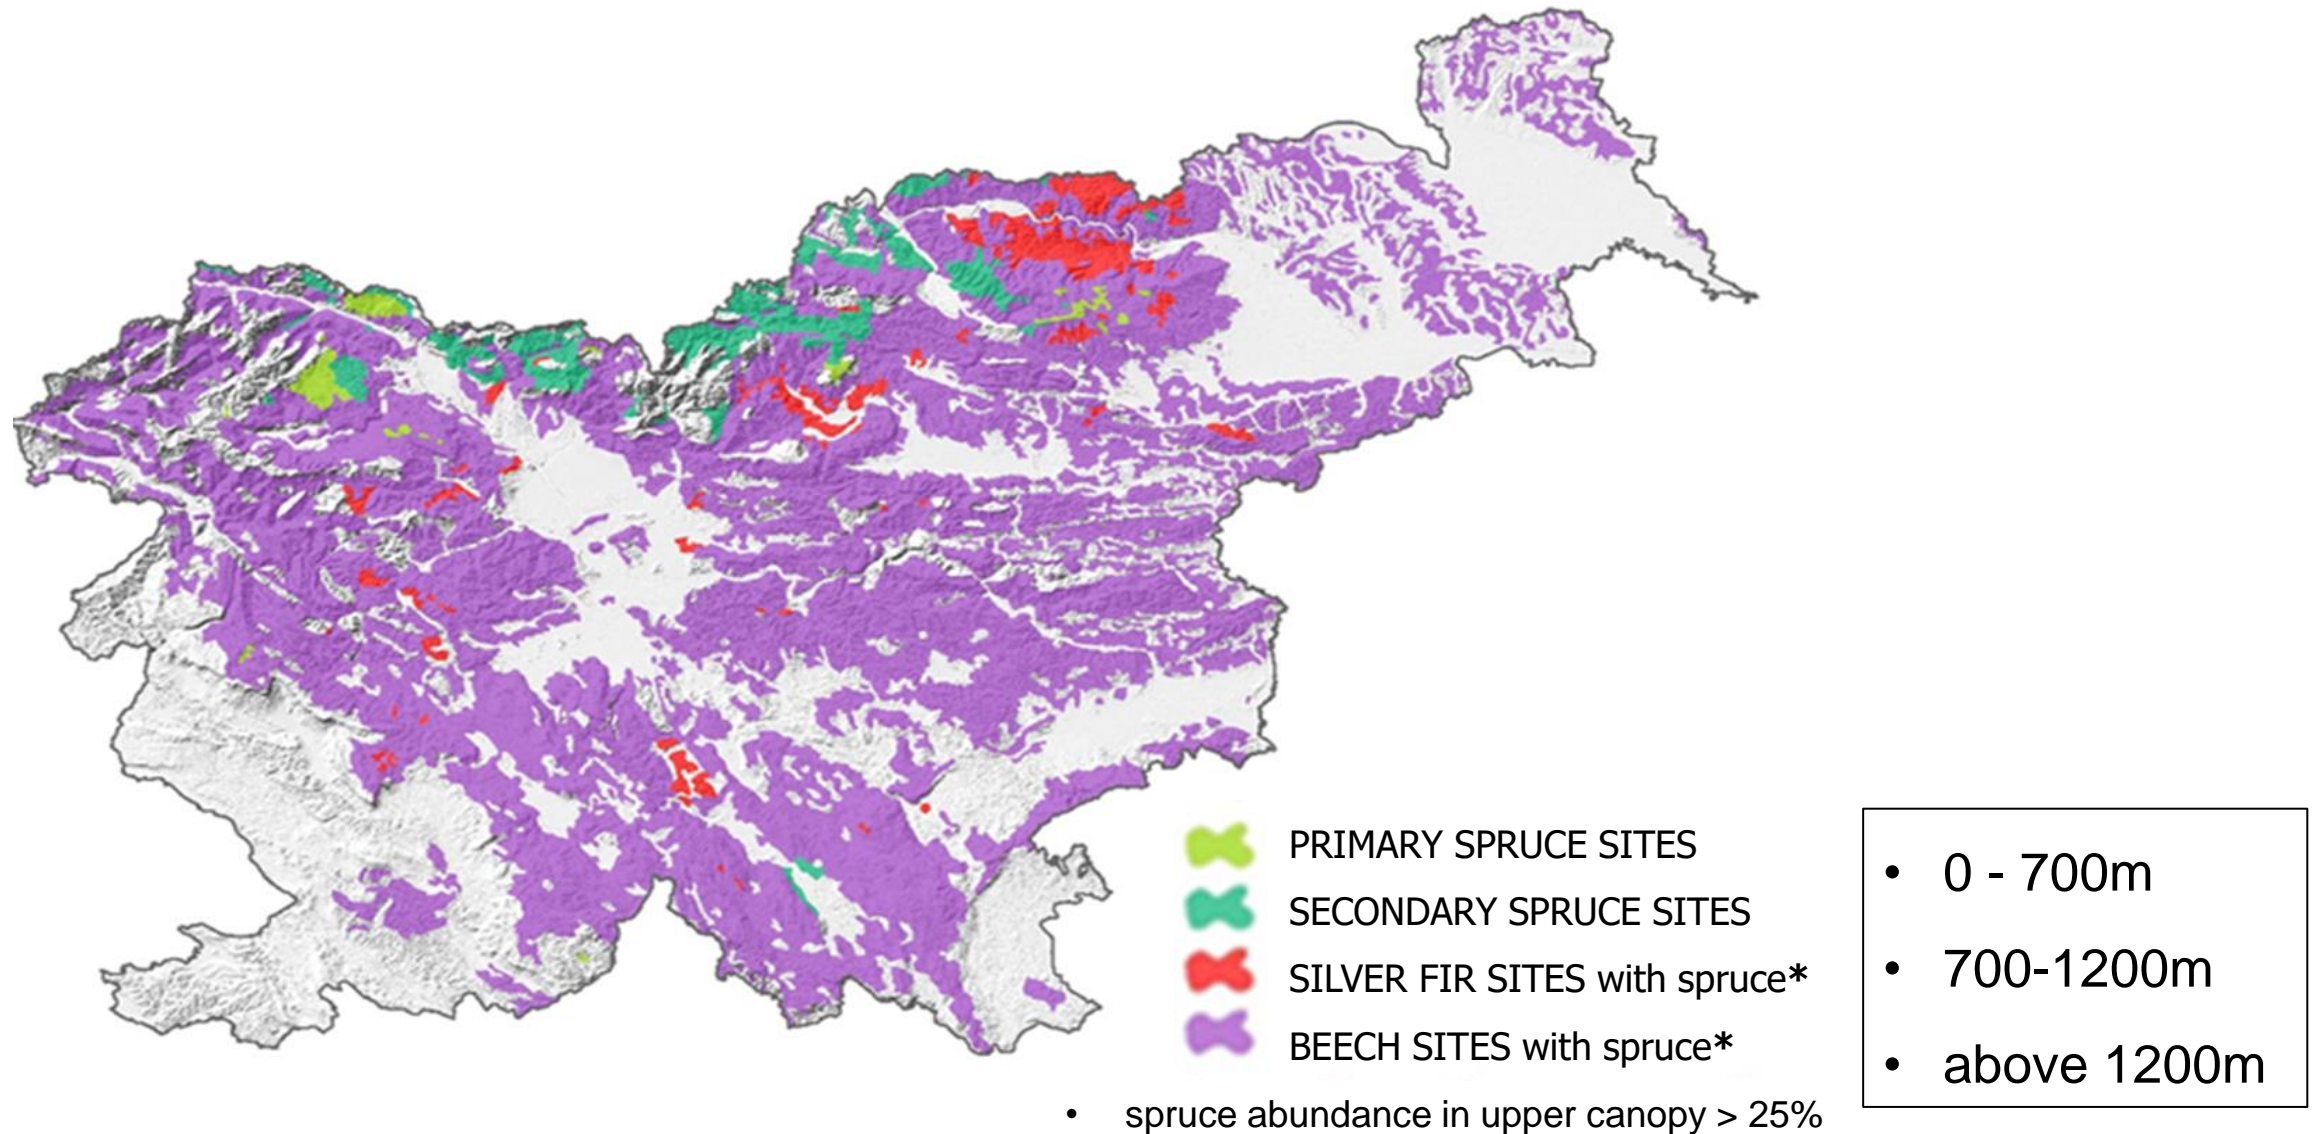 PRIMARY SPRUCE SITES
SECONDARY SPRUCE SITES
SILVER FIR SITES with spruce*
BEECH SITES with spruce*
• spruce abundance in upper canopy > 25%
• 0 - 700m
• 700-1200m
• above 1200m